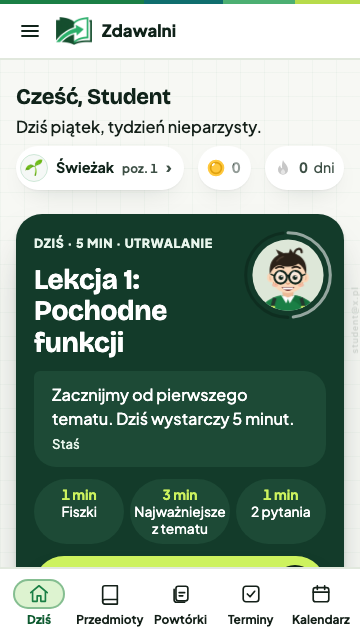 Zdawalni
Cześć, Student
Dziś piątek, tydzień nieparzysty.
Świeżak poz. 1 ›
0
0 dni
DZIŚ · 5 MIN · UTRWALANIE
Lekcja 1:
Pochodne
funkcji
Zacznijmy od pierwszego
tematu. Dziś wystarczy 5 minut.
Staś
1 min
Fiszki
3 min
Najważniejsze
z tematu
1 min
2 pytania
Dziś
Przedmioty
Powtórki
Terminy
Kalendarz